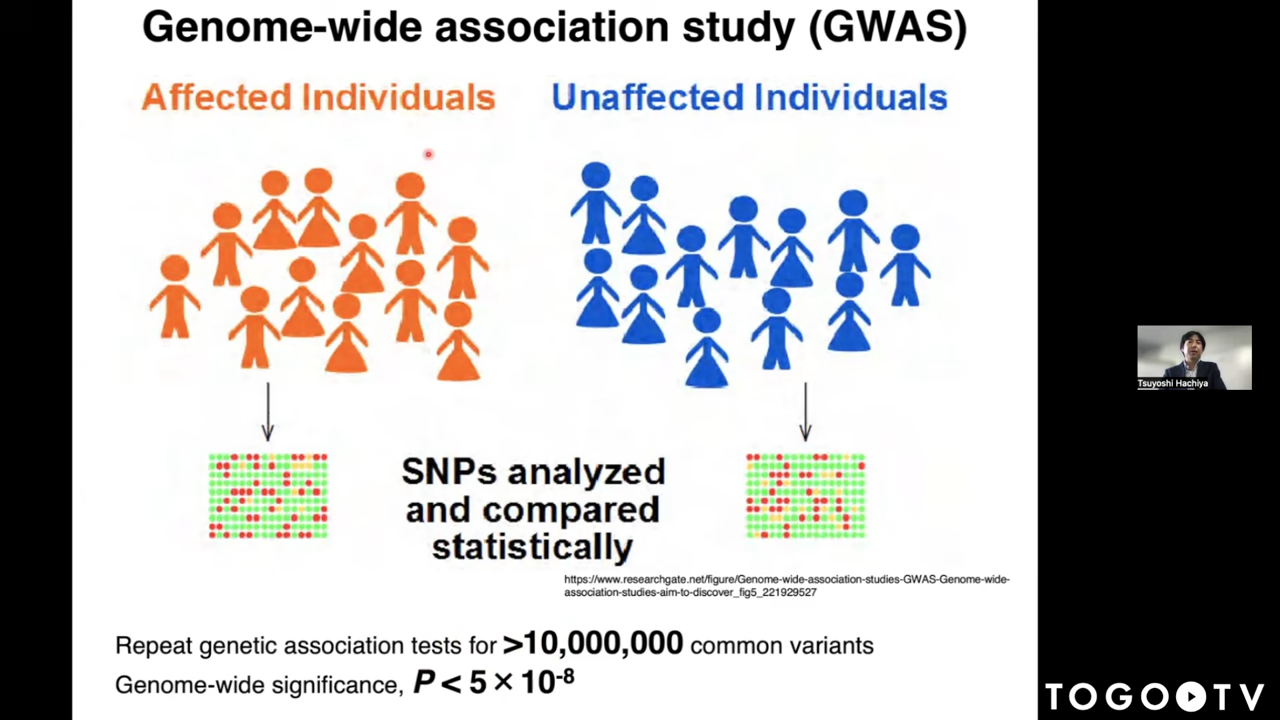 Genome-wide association study (GWAS)
Affected Individuals
Unaffected Individuals
SNPs analyzed
and compared
statistically
https://www.researchgate.net/figure/Genome-wide-association-studies-GWAS-Genome-wide-
association-studies-aim-to-discover_fig5_221929527
Repeat genetic association tests for >10,000,000 common variants
Genome-wide significance, P < 5 × 10-8
Tsuyoshi Hachiya
TOGO TV